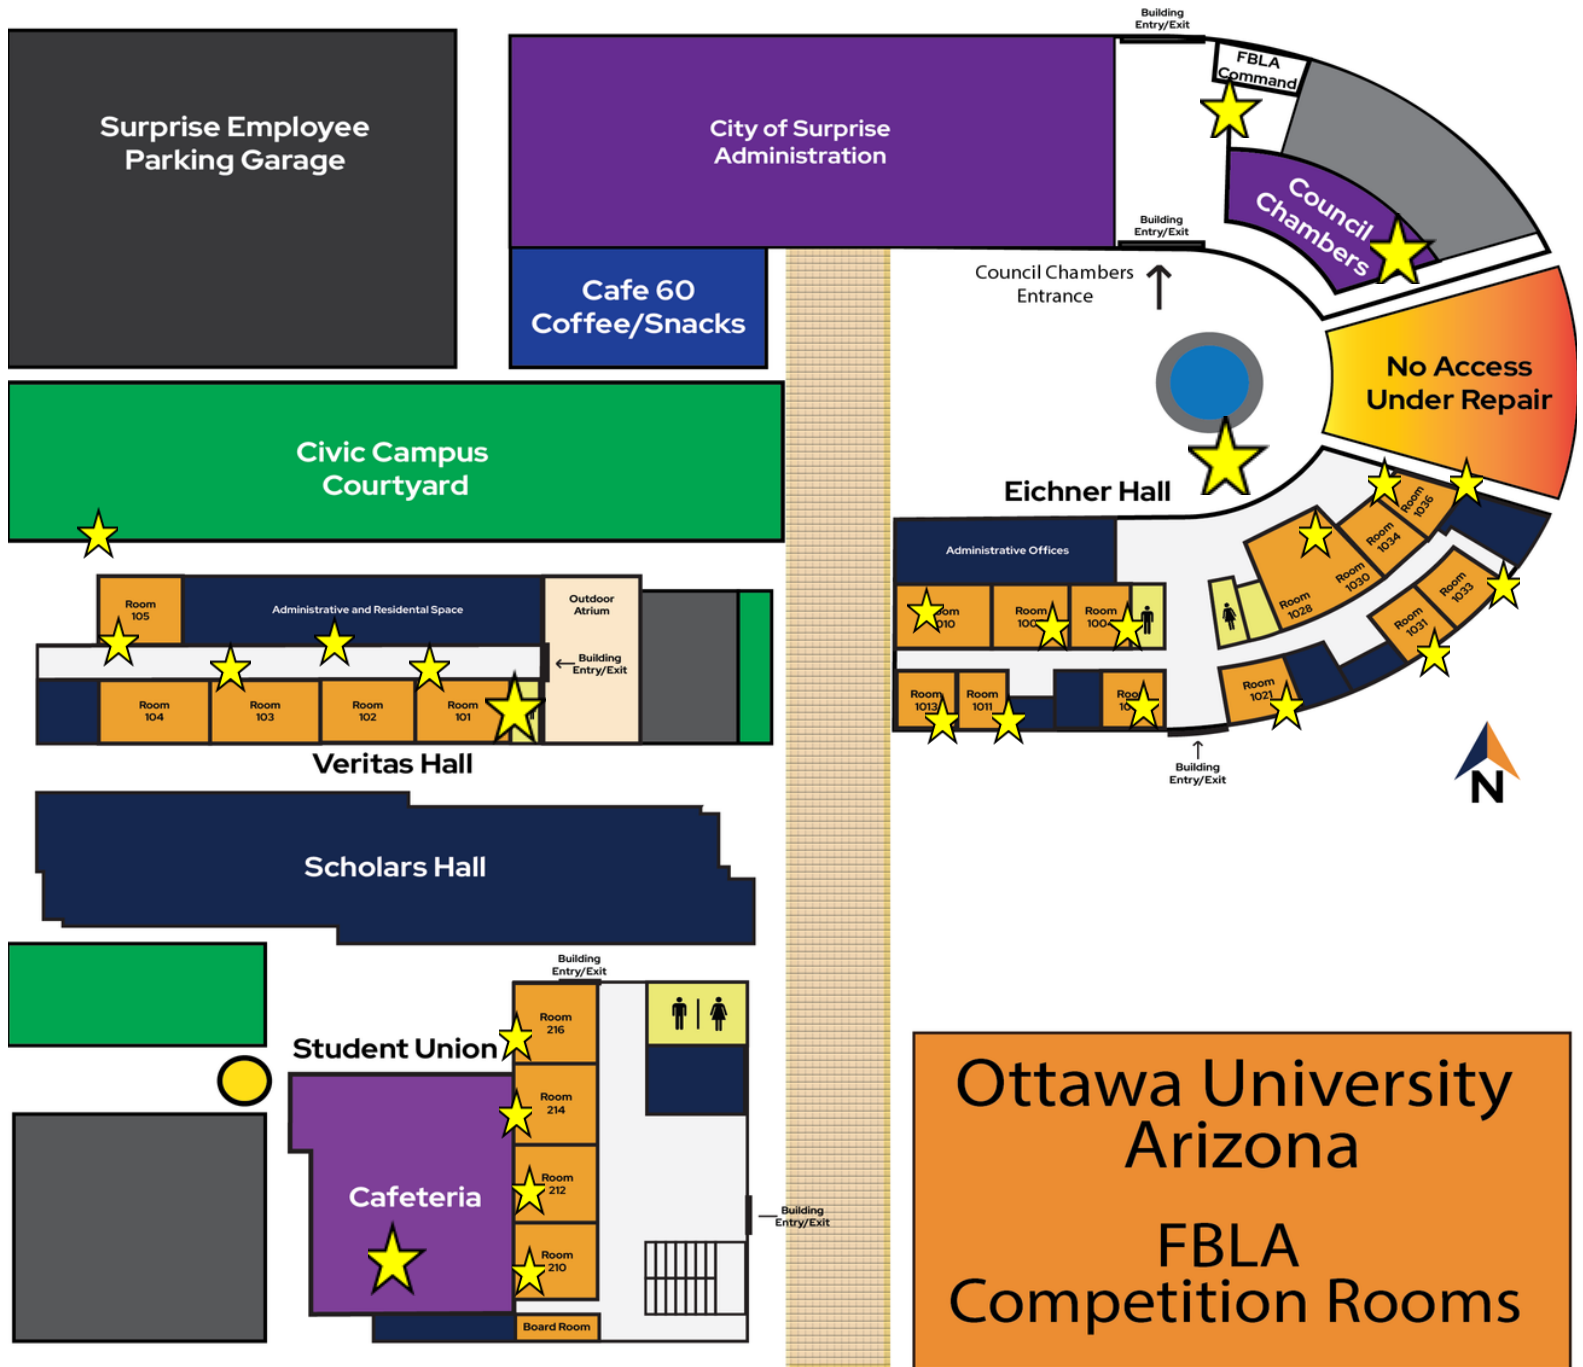 Building
Entry/Exit
FBLA
Command
Surprise Employee
Parking Garage
City of Surprise
Administration
Council
Chambers
Building
Entry/Exit
Council Chambers
Entrance
Cafe 60
Coffee/Snacks
No Access
Under Repair
Civic Campus
Courtyard
Eichner Hall
Administrative Offices
Room
1036
Room
1034
Room
1030
Room
1028
Room
1033
Room
1031
Room
1021
Room
Room
1004
Room
1013
Room
1011
Building
Entry/Exit
N
Room
105
Administrative and Residental Space
Outdoor
Atrium
Building
Entry/Exit
Room
104
Room
103
Room
102
Room
101
Veritas Hall
Scholars Hall
Building
Entry/Exit
Student Union
Room
216
Room
214
Room
212
Room
210
Cafeteria
Board Room
Building
Entry/Exit
Ottawa University
Arizona
FBLA
Competition Rooms